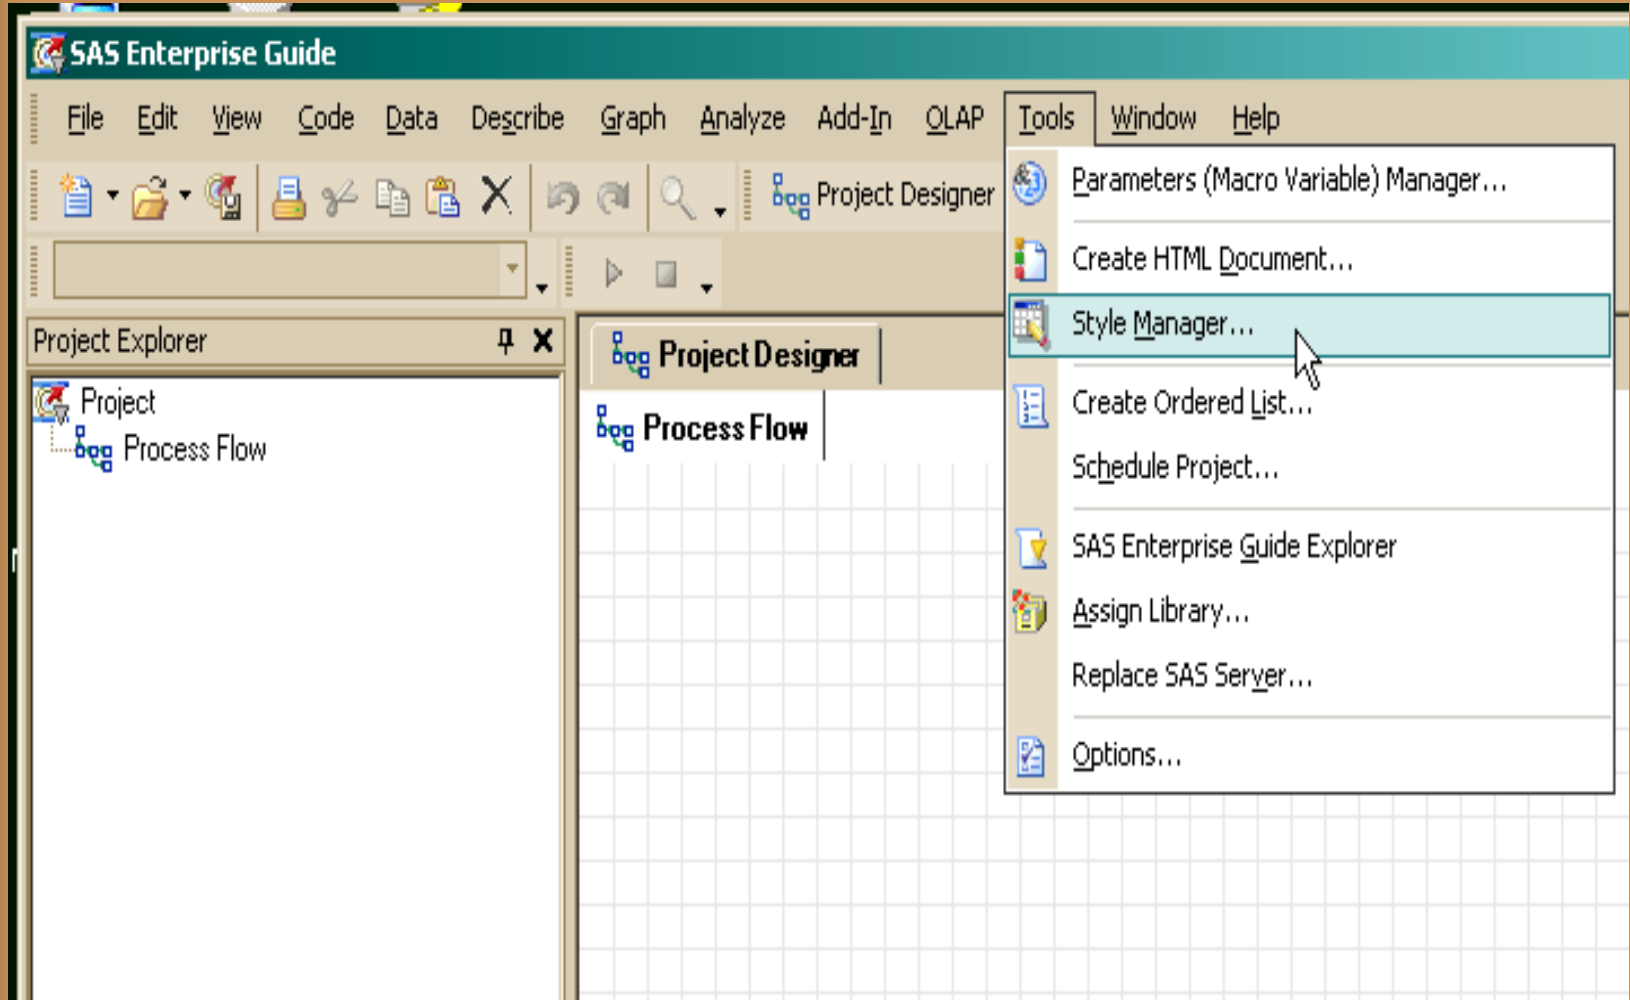 SAS Enterprise Guide
File Edit View Code Data Describe Graph Analyze Add-In OLAP Tools Window Help
Project Designer
Parameters (Macro Variable) Manager...
Create HTML Document...
Style Manager...
Create Ordered List...
Schedule Project...
SAS Enterprise Guide Explorer
Assign Library...
Replace SAS Server...
Options...
Project Explorer
Project
Process Flow
Project Designer
Process Flow